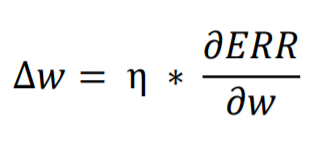 Δw = η * ∂ERR/∂w